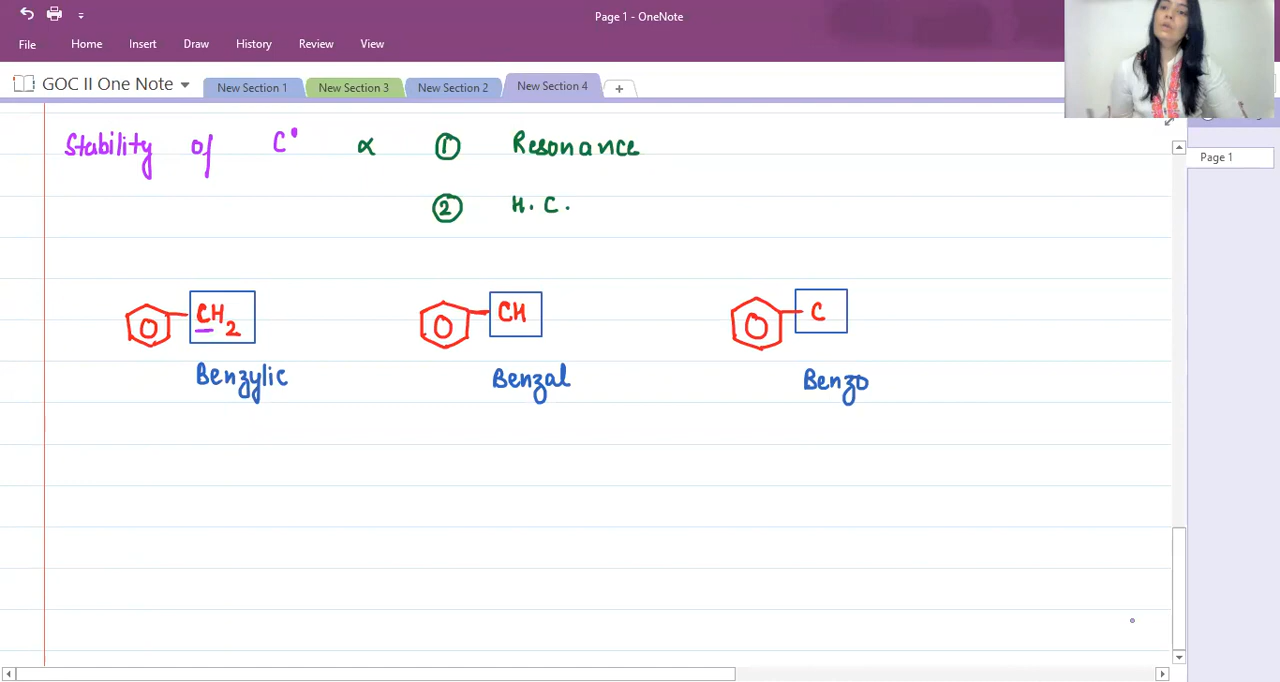 Page 1 - OneNote
File Home Insert Draw History Review View
GOC II One Note New Section 1 New Section 3 New Section 2 New Section 4 +
Page 1
Stability of C• ∝ ① Resonance
② H.C.
CH2 CH C
Benzylic Benzal Benzo